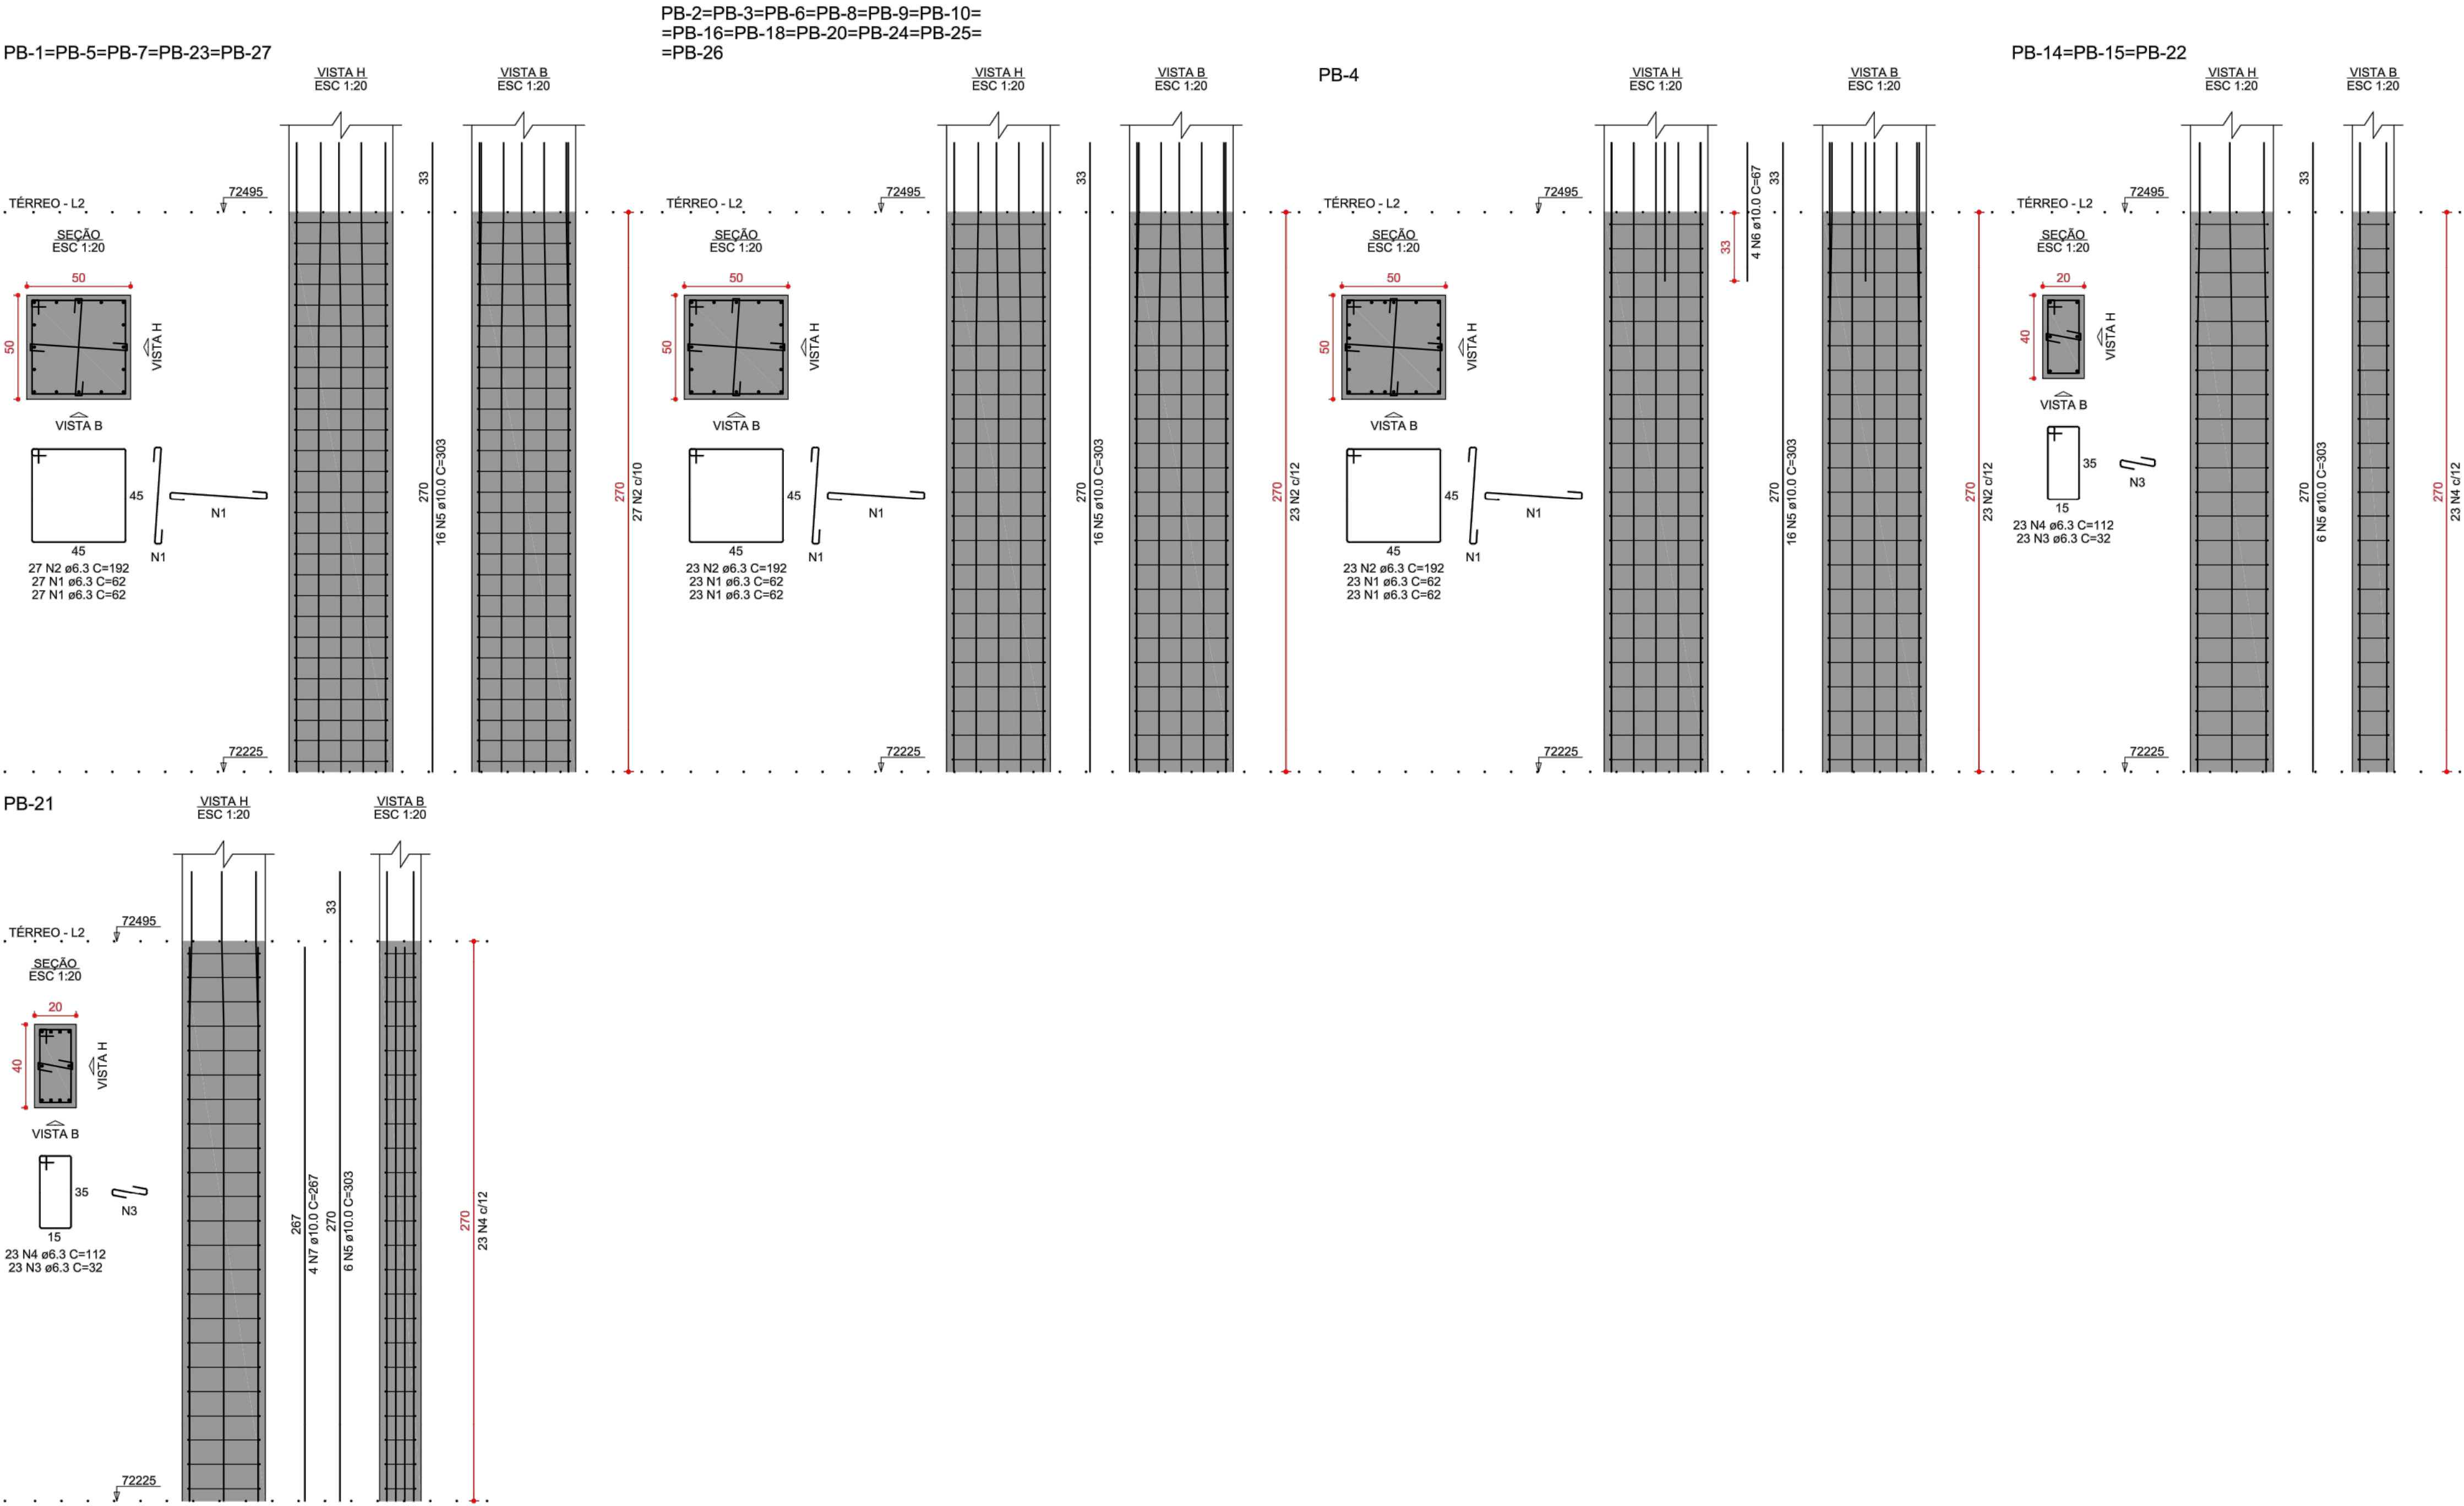 PB-1=PB-5=PB-7=PB-23=PB-27
VISTA H
ESC 1:20
VISTA B
ESC 1:20
TÉRREO - L2
72495
SEÇÃO
ESC 1:20
50
50
VISTA H
VISTA B
45
45
N1
N1
27 N2 ø6.3 C=192
27 N1 ø6.3 C=62
27 N1 ø6.3 C=62
33
270
16 N5 ø10.0 C=303
270
27 N2 c/10
72225
PB-2=PB-3=PB-6=PB-8=PB-9=PB-10=
=PB-16=PB-18=PB-20=PB-24=PB-25=
=PB-26
VISTA H
ESC 1:20
VISTA B
ESC 1:20
TÉRREO - L2
72495
SEÇÃO
ESC 1:20
50
50
VISTA H
VISTA B
45
45
N1
N1
23 N2 ø6.3 C=192
23 N1 ø6.3 C=62
23 N1 ø6.3 C=62
33
270
16 N5 ø10.0 C=303
270
23 N2 c/12
72225
PB-4
VISTA H
ESC 1:20
VISTA B
ESC 1:20
TÉRREO - L2
72495
SEÇÃO
ESC 1:20
50
50
VISTA H
VISTA B
45
45
N1
N1
23 N2 ø6.3 C=192
23 N1 ø6.3 C=62
23 N1 ø6.3 C=62
33
4 N6 ø10.0 C=67
33
270
16 N5 ø10.0 C=303
270
23 N2 c/12
72225
PB-14=PB-15=PB-22
VISTA H
ESC 1:20
VISTA B
ESC 1:20
TÉRREO - L2
72495
SEÇÃO
ESC 1:20
20
40
VISTA H
VISTA B
35
15
N3
23 N4 ø6.3 C=112
23 N3 ø6.3 C=32
33
270
6 N5 ø10.0 C=303
270
23 N4 c/12
72225
PB-21
VISTA H
ESC 1:20
VISTA B
ESC 1:20
TÉRREO - L2
72495
SEÇÃO
ESC 1:20
20
40
VISTA H
VISTA B
35
15
N3
23 N4 ø6.3 C=112
23 N3 ø6.3 C=32
267
4 N7 ø10.0 C=267
33
270
6 N5 ø10.0 C=303
270
23 N4 c/12
72225